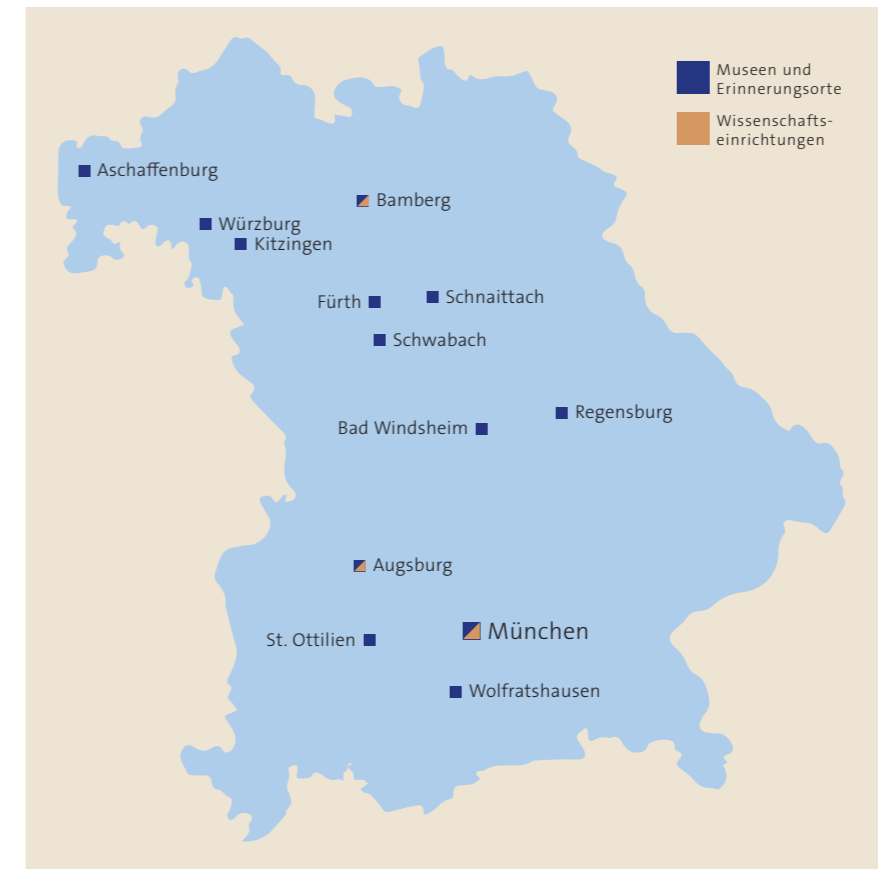 Museen und
Erinnerungsorte
Wissenschafts-
einrichtungen
Aschaffenburg
Bamberg
Würzburg
Kitzingen
Fürth
Schnaittach
Schwabach
Regensburg
Bad Windsheim
Augsburg
München
St. Ottilien
Wolfratshausen